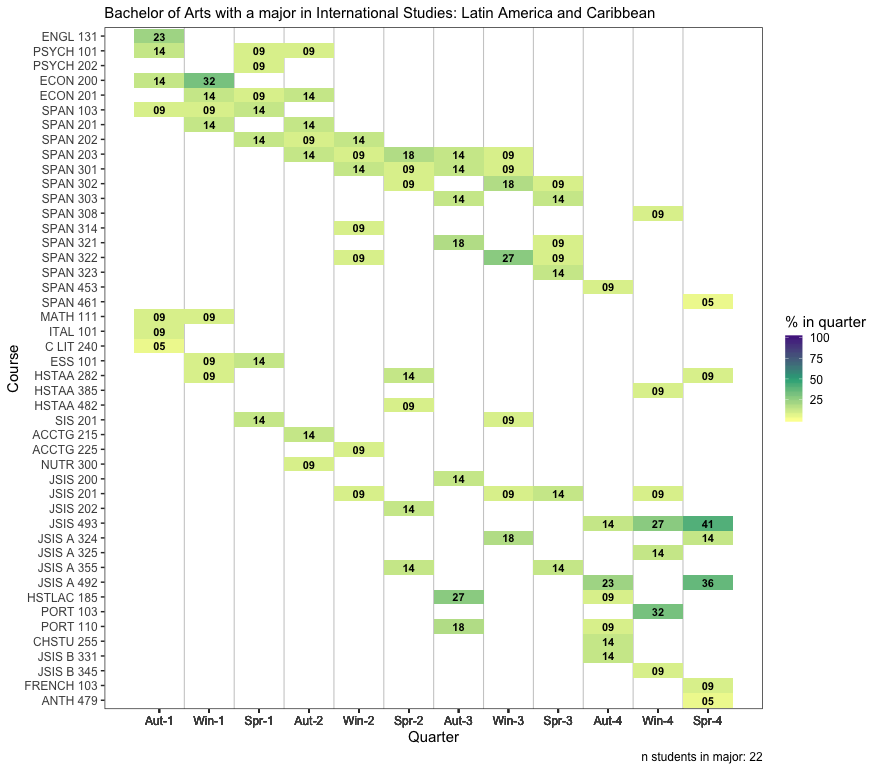 Bachelor of Arts with a major in International Studies: Latin America and Caribbean
Course
ENGL 131 23
PSYCH 101 14 09 09
PSYCH 202 09
ECON 200 14 32
ECON 201 14 09 14
SPAN 103 09 09 14
SPAN 201 14 14
SPAN 202 14 09 14
SPAN 203 14 09 18 14 09
SPAN 301 14 09 14 09
SPAN 302 09 18 09
SPAN 303 14 14
SPAN 308 09
SPAN 314 09
SPAN 321 18 09
SPAN 322 09 27 09
SPAN 323 14
SPAN 453 09
SPAN 461 05
MATH 111 09 09
ITAL 101 09
C LIT 240 05
ESS 101 09 14
HSTAA 282 09 14 09
HSTAA 385 09
HSTAA 482 09
SIS 201 14 09
ACCTG 215 14
ACCTG 225 09
NUTR 300 09
JSIS 200 14
JSIS 201 09 09 14 09
JSIS 202 14
JSIS 493 14 27 41
JSIS A 324 18 14
JSIS A 325 14
JSIS A 355 14 14
JSIS A 492 23 36
HSTLAC 185 27 09
PORT 103 32
PORT 110 18 09
CHSTU 255 14
JSIS B 331 14
JSIS B 345 09
FRENCH 103 09
ANTH 479 05
Aut-1 Win-1 Spr-1 Aut-2 Win-2 Spr-2 Aut-3 Win-3 Spr-3 Aut-4 Win-4 Spr-4
Quarter
% in quarter
100
75
50
25
n students in major: 22